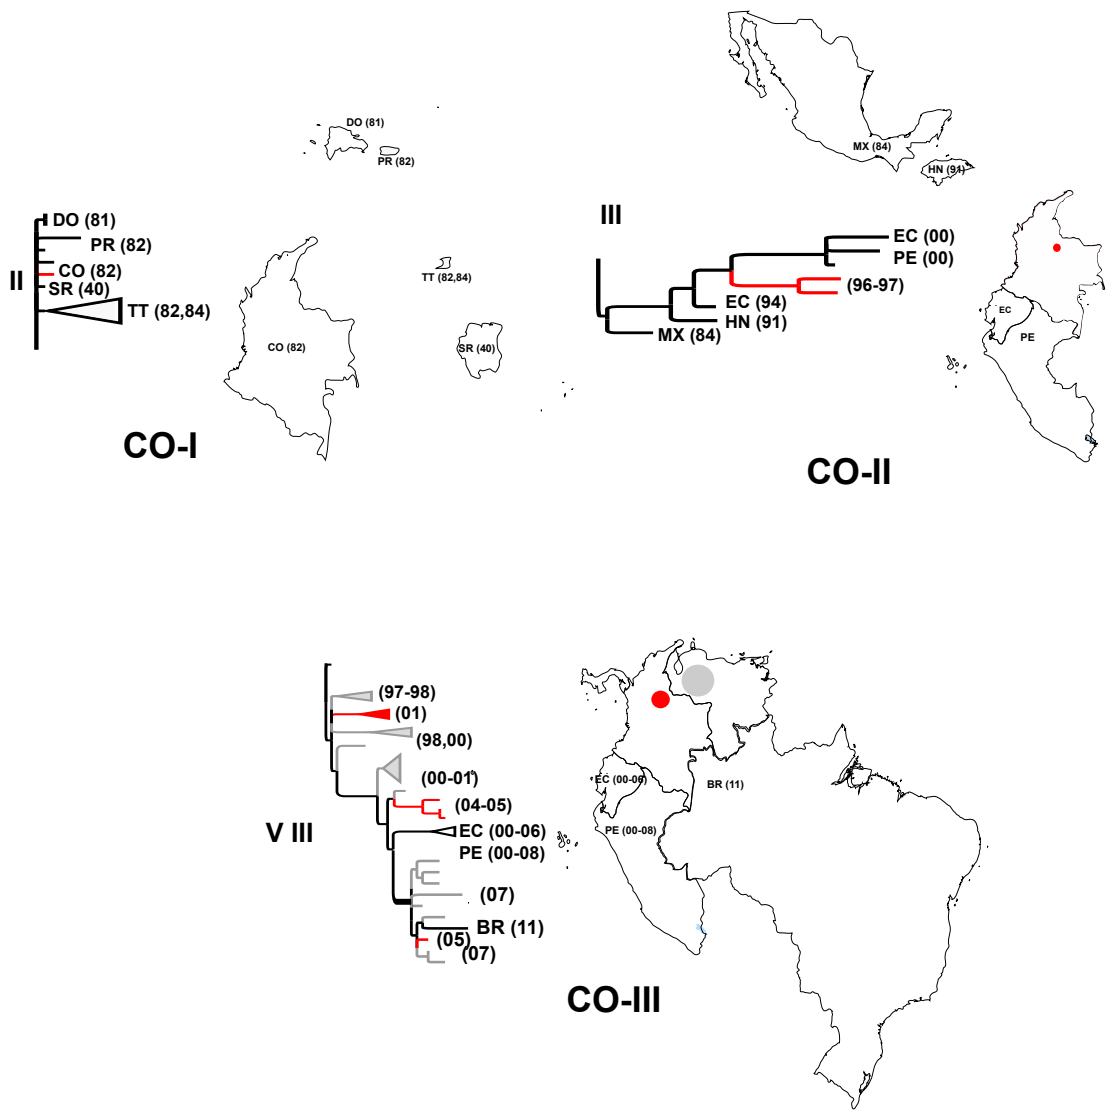 DO (81)
PR (82)
II
DO (81)
PR (82)
CO (82)
SR (40)
TT (82,84)
TT (82,84)
CO (82)
SR (40)
CO-I
MX (84)
HN (91)
III
EC (00)
PE (00)
(96-97)
EC (94)
HN (91)
MX (84)
EC
PE
CO-II
V III
(97-98)
(01)
(98,00)
(00-01)
(04-05)
EC (00-06)
PE (00-08)
(07)
BR (11)
(05)
(07)
EC (00-06)
BR (11)
PE (00-08)
CO-III